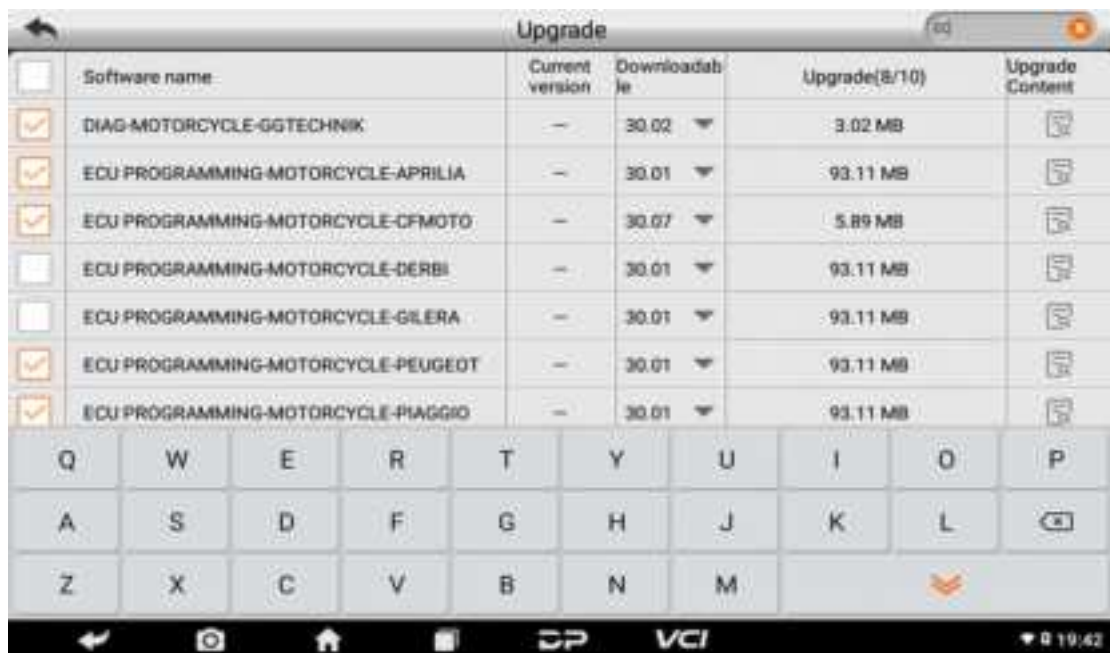 Upgrade
Software name Current version Downloadable Upgrade(8/10) Upgrade Content
DIAG-MOTORCYCLE-GGTECHNIK — 30.02 3.02 MB
ECU PROGRAMMING-MOTORCYCLE-APRILIA — 30.01 93.11 MB
ECU PROGRAMMING-MOTORCYCLE-CFMOTO — 30.07 5.89 MB
ECU PROGRAMMING-MOTORCYCLE-DERBI — 30.01 93.11 MB
ECU PROGRAMMING-MOTORCYCLE-GILERA — 30.01 93.11 MB
ECU PROGRAMMING-MOTORCYCLE-PEUGEOT — 30.01 93.11 MB
ECU PROGRAMMING-MOTORCYCLE-PIAGGIO — 30.01 93.11 MB
Q W E R T Y U I O P
A S D F G H J K L
Z X C V B N M
DP VCI 19:42